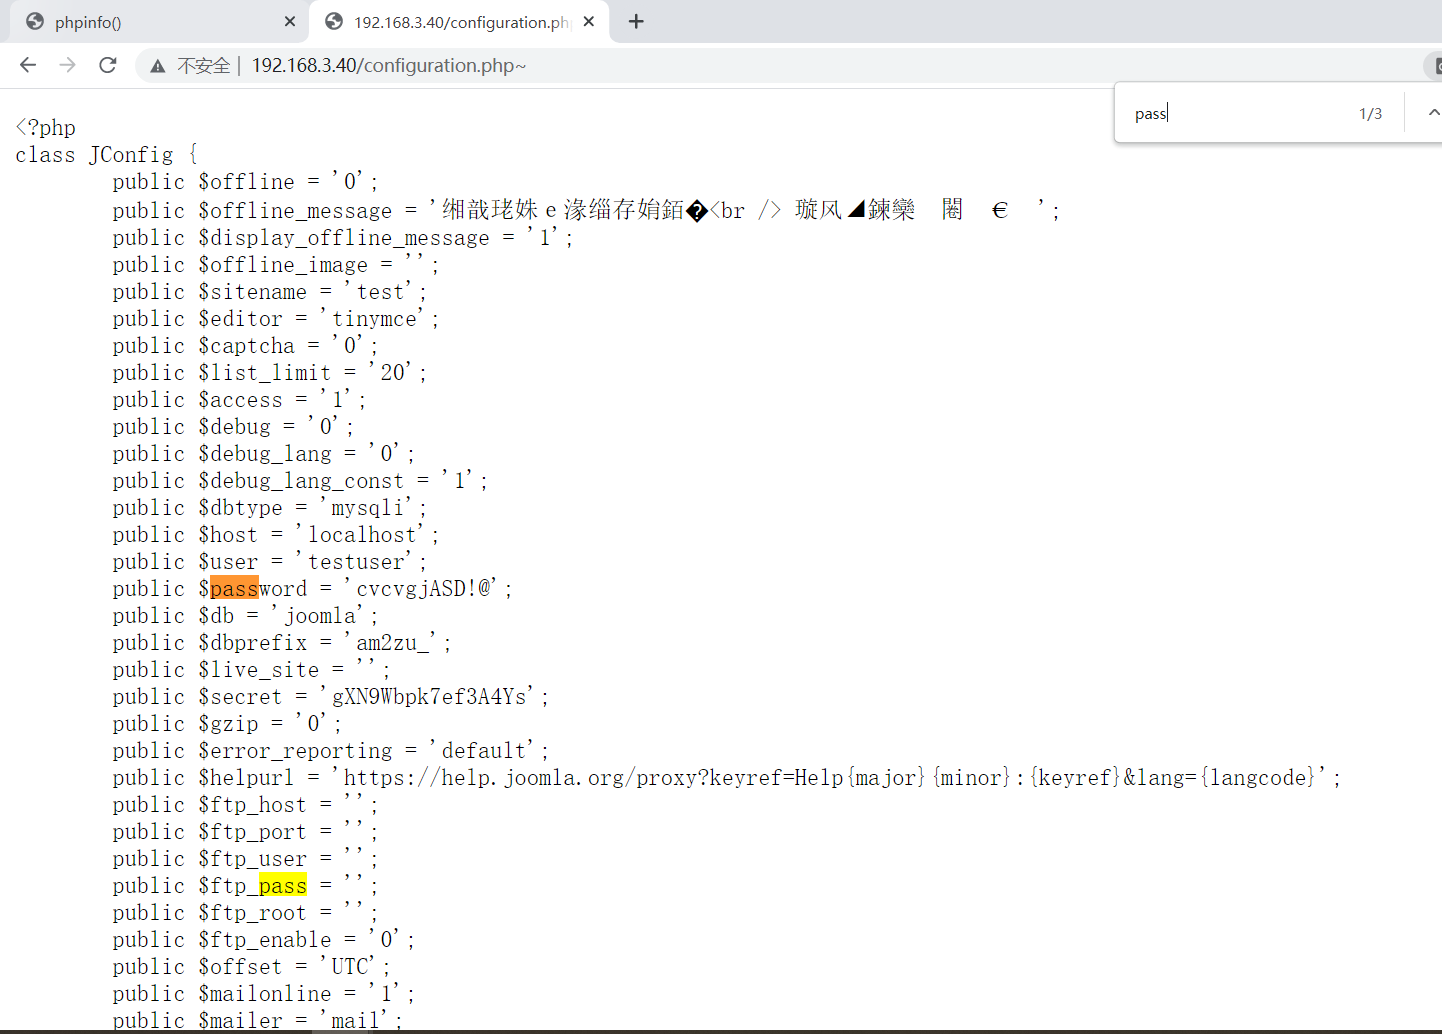 phpinfo()
192.168.3.40/configuration.ph
不安全 | 192.168.3.40/configuration.php~
pass 1/3
<?php
class JConfig {
public $offline = '0';
public $offline_message = '缃戠珯姝ｅ湪缁存姢銆�<br /> 璇风◢鍊欒 闂 € ';
public $display_offline_message = '1';
public $offline_image = '';
public $sitename = 'test';
public $editor = 'tinymce';
public $captcha = '0';
public $list_limit = '20';
public $access = '1';
public $debug = '0';
public $debug_lang = '0';
public $debug_lang_const = '1';
public $dbtype = 'mysqli';
public $host = 'localhost';
public $user = 'testuser';
public $password = 'cvcvgjASD!@';
public $db = 'joomla';
public $dbprefix = 'am2zu_';
public $live_site = '';
public $secret = 'gXN9Wbpk7ef3A4Ys';
public $gzip = '0';
public $error_reporting = 'default';
public $helpurl = 'https://help.joomla.org/proxy?keyref=Help{major}{minor}:{keyref}&lang={langcode}';
public $ftp_host = '';
public $ftp_port = '';
public $ftp_user = '';
public $ftp_pass = '';
public $ftp_root = '';
public $ftp_enable = '0';
public $offset = 'UTC';
public $mailonline = '1';
public $mailer = 'mail';